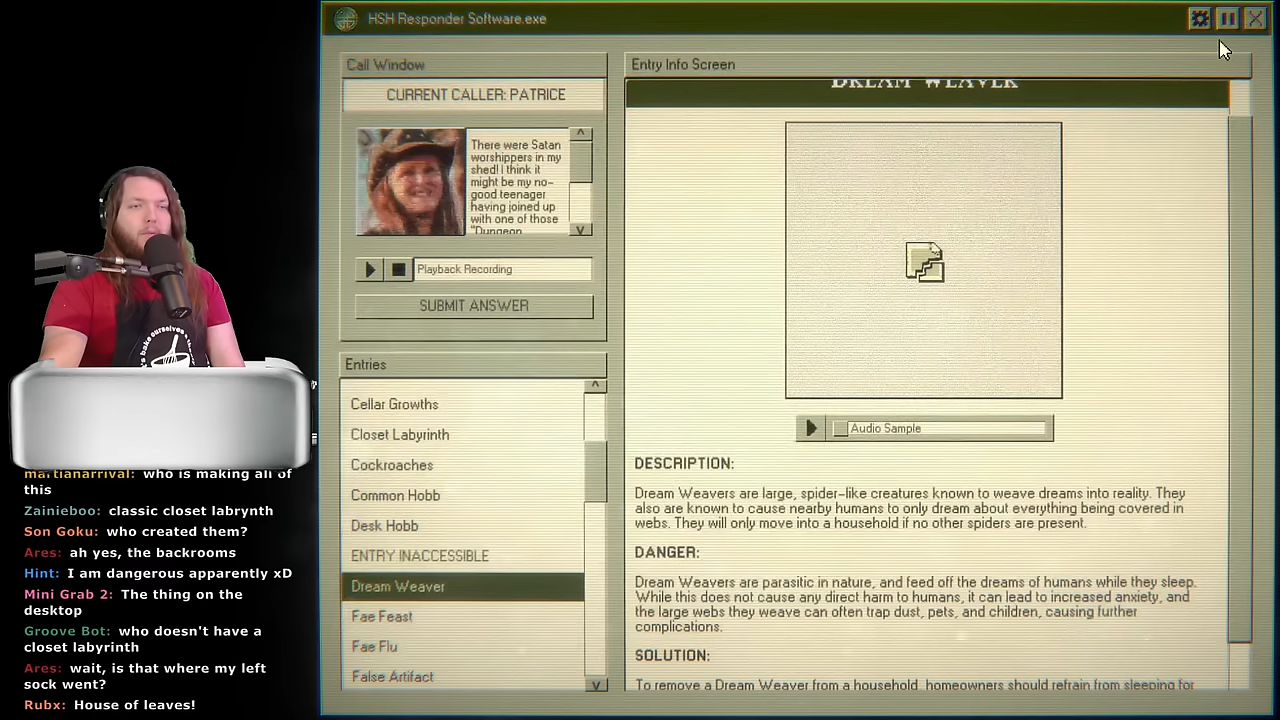 HSH Responder Software.exe
Call Window
CURRENT CALLER: PATRICE
There were Satan
worshippers in my
shed! I think it
might be my no-
good teenager
having joined up
with one of those
"Dungeon
Playback Recording
SUBMIT ANSWER
Entries
Cellar Growths
Closet Labyrinth
Cockroaches
Common Hobb
Desk Hobb
ENTRY INACCESSIBLE
Dream Weaver
Fae Feast
Fae Flu
False Artifact
Entry Info Screen
DREAM WEAVER
Audio Sample
DESCRIPTION:
Dream Weavers are large, spider-like creatures known to weave dreams into reality. They
also are known to cause nearby humans to only dream about everything being covered in
webs. They will only move into a household if no other spiders are present.
DANGER:
Dream Weavers are parasitic in nature, and feed off the dreams of humans while they sleep.
While this does not cause any direct harm to humans, it can lead to increased anxiety, and
the large webs they weave can often trap dust, pets, and children, causing further
complications.
SOLUTION:
To remove a Dream Weaver from a household, homeowners should refrain from sleeping for
martianarrival: who is making all of
this
Zainieboo: classic closet labrynth
Son Goku: who created them?
Ares: ah yes, the backrooms
Hint: I am dangerous apparently xD
Mini Grab 2: The thing on the
desktop
Groove Bot: who doesn't have a
closet labyrinth
Ares: wait, is that where my left
sock went?
Rubx: House of leaves!